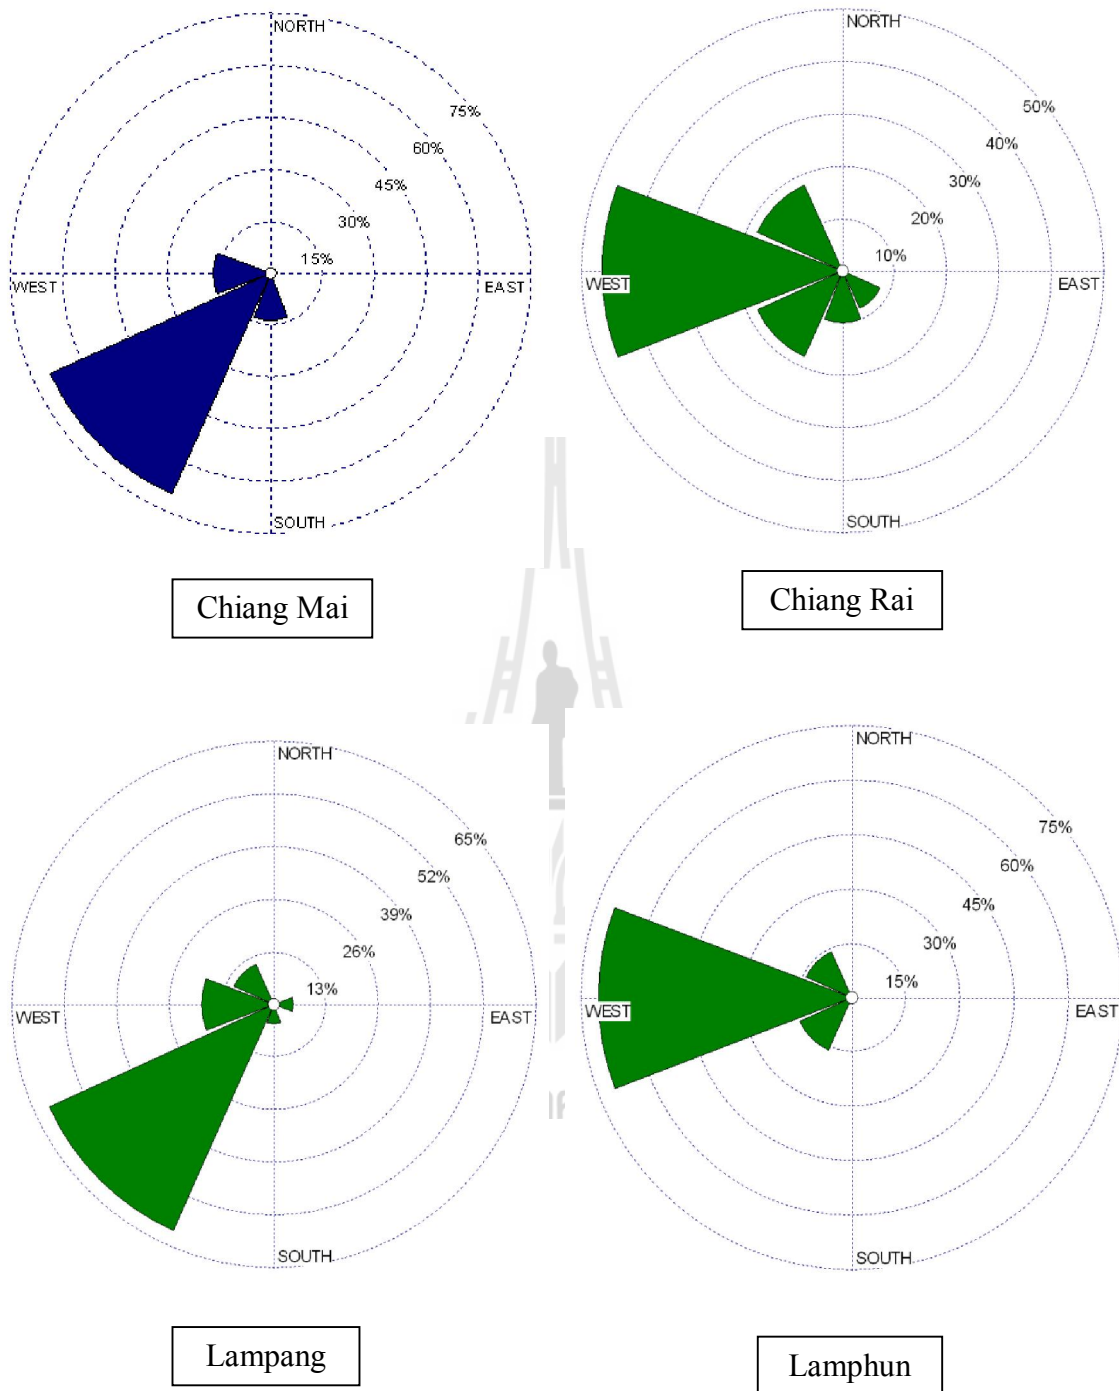 NORTH
75%
60%
45%
30%
15%
WEST
EAST
SOUTH
Chiang Mai
NORTH
50%
40%
30%
20%
10%
WEST
EAST
SOUTH
Chiang Rai
NORTH
65%
52%
39%
26%
13%
WEST
EAST
SOUTH
Lampang
NORTH
75%
60%
45%
30%
15%
WEST
EAST
SOUTH
Lamphun